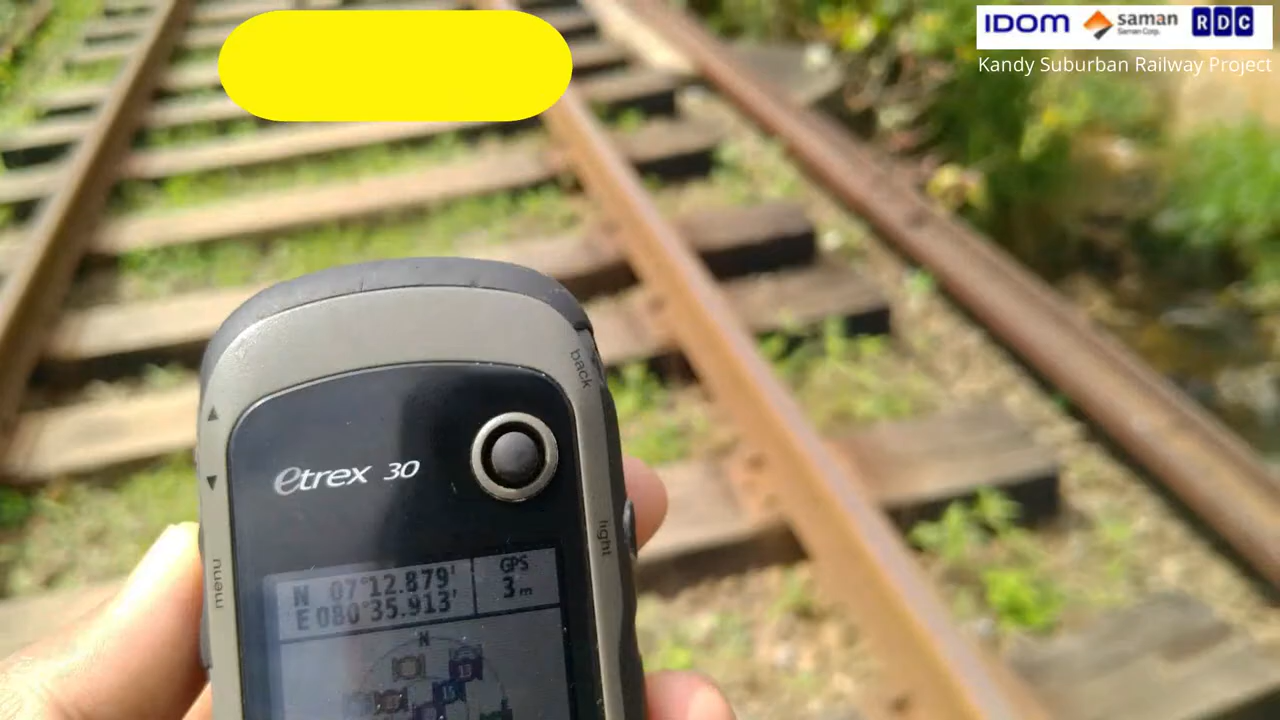 IDOM
saman
Saman Corp.
RDC
Kandy Suburban Railway Project
back
etrex 30
light
menu
N 07°12.879'
E 080°35.913'
GPS
3m
N